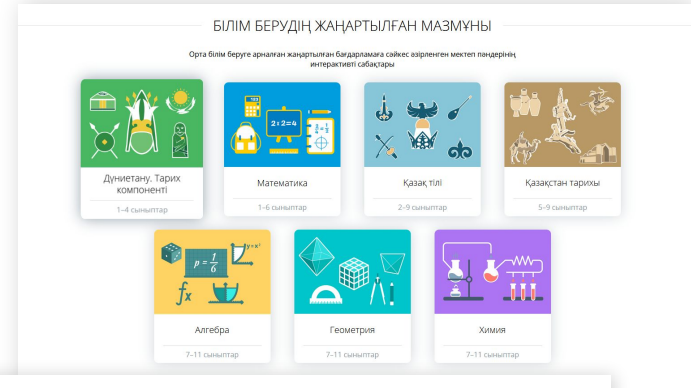 БІЛІМ БЕРУДІҢ ЖАҢАРТЫЛҒАН МАЗМҰНЫ
Орта білім беруге арналған жаңартылған бағдарламаға сәйкес әзірленген мектеп пәндерінің
интерактивті сабақтары
Дүниетану. Тарих
компоненті
1–4 сыныптар
2×2=4
Математика
1–6 сыныптар
Қазақ тілі
2–9 сыныптар
Қазақстан тарихы
5–9 сыныптар
p = 1/6
y=x²
fx
Алгебра
7–11 сыныптар
Геометрия
7–11 сыныптар
Химия
7–11 сыныптар